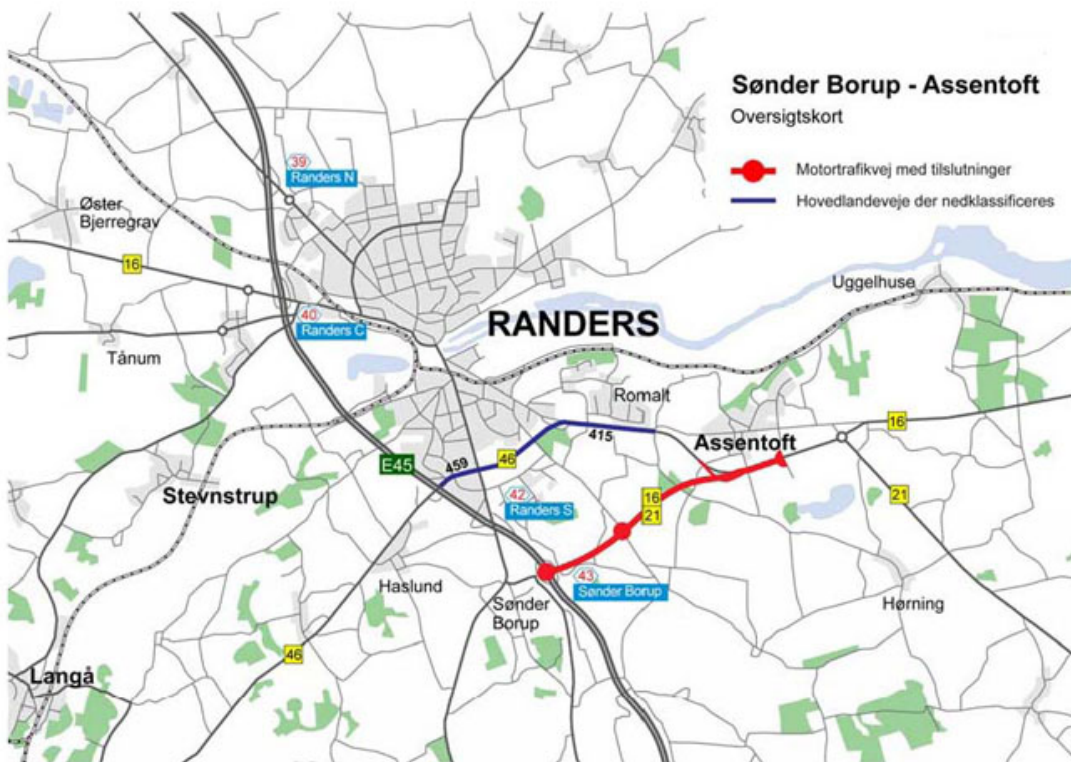 Sønder Borup - Assentoft
Oversigtskort
Motortrafikvej med tilslutninger
Hovedlandeveje der nedklassificeres
39
Randers N
Øster
Bjerregrav
16
40
Randers C
Tånum
RANDERS
Uggelhuse
Romalt
415
Assentoft
16
E45
459
46
Stevnstrup
42
Randers S
16
21
21
43
Sønder Borup
Haslund
Sønder
Borup
Hørning
46
Langå